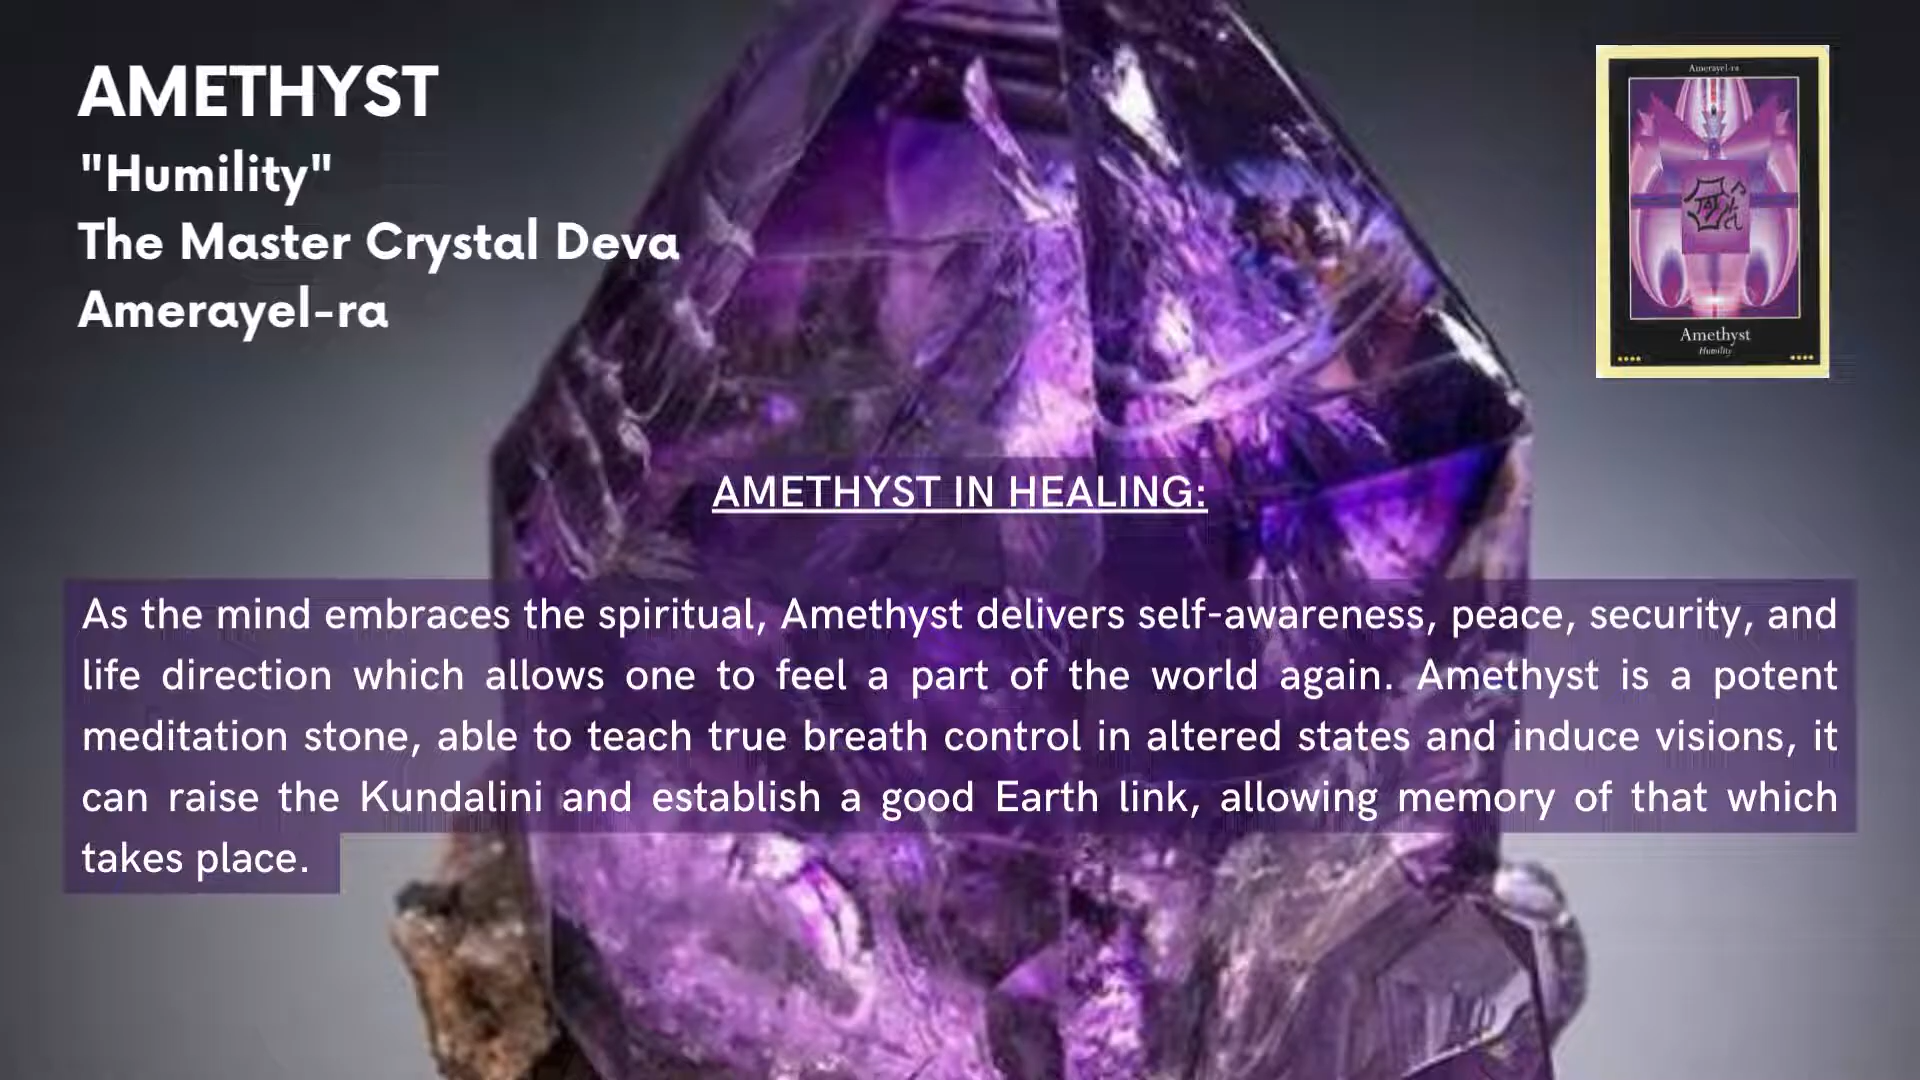 AMETHYST
"Humility"
The Master Crystal Deva
Amerayel-ra
Amerayel-ra
Amethyst
Humility
AMETHYST IN HEALING:
As the mind embraces the spiritual, Amethyst delivers self-awareness, peace, security, and
life direction which allows one to feel a part of the world again. Amethyst is a potent
meditation stone, able to teach true breath control in altered states and induce visions, it
can raise the Kundalini and establish a good Earth link, allowing memory of that which
takes place.